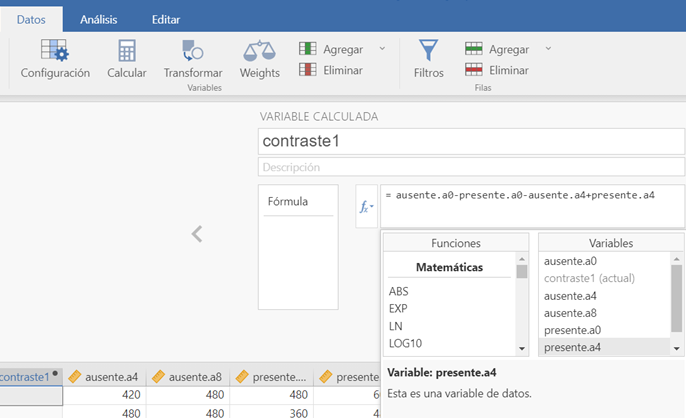 Datos Análisis Editar
Configuración Calcular Transformar Weights Agregar Eliminar Filtros Agregar Eliminar
Variables Filas
VARIABLE CALCULADA
contraste1
Descripción
Fórmula
fx
= ausente.a0-presente.a0-ausente.a4+presente.a4
Funciones Variables
Matemáticas
ABS
EXP
LN
LOG10
ausente.a0
contraste1 (actual)
ausente.a4
ausente.a8
presente.a0
presente.a4
Variable: presente.a4
Esta es una variable de datos.
contraste1 ausente.a4 ausente.a8 presente.... presente
420 480 480 6
480 480 360 4